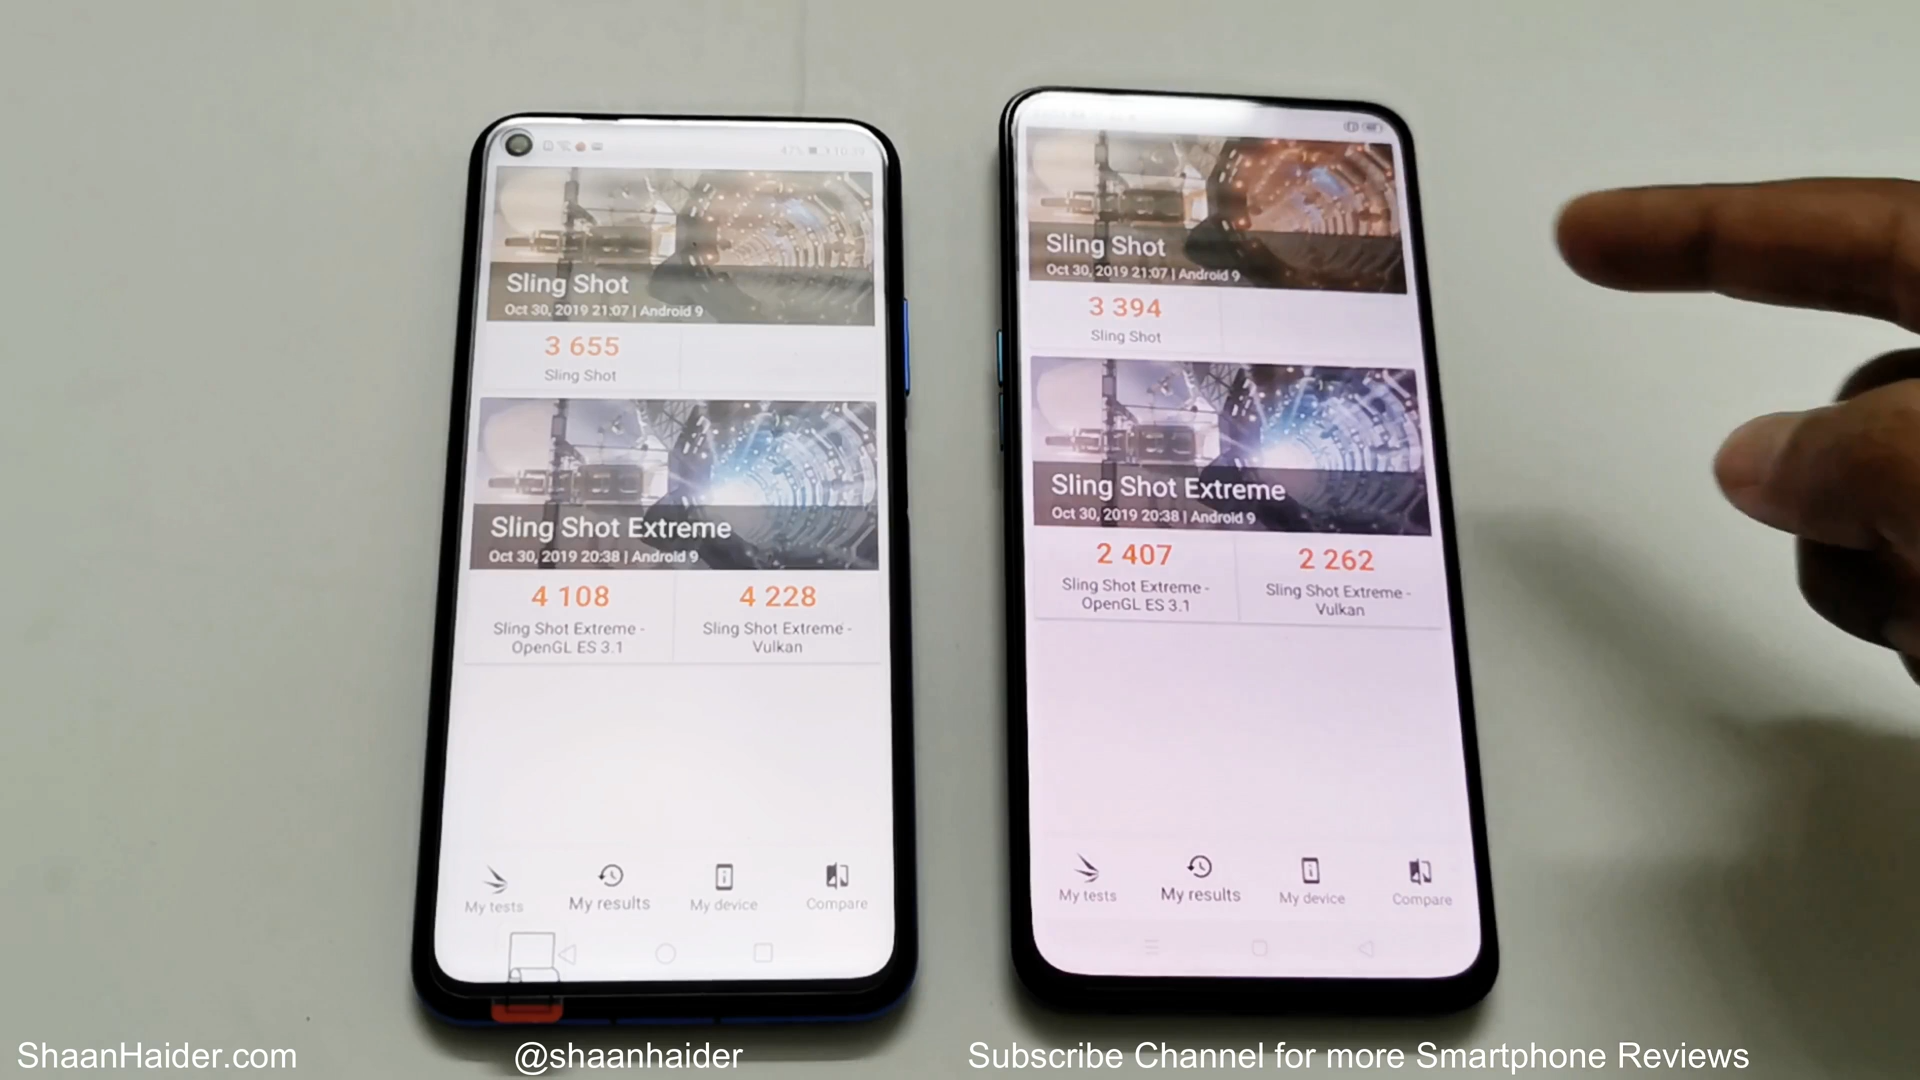 47% 10:39
Sling Shot
Oct 30, 2019 21:07 | Android 9
3 655
Sling Shot
Sling Shot Extreme
Oct 30, 2019 20:38 | Android 9
4 108
4 228
Sling Shot Extreme -
OpenGL ES 3.1
Sling Shot Extreme -
Vulkan
My tests
My results
My device
Compare
Sling Shot
Oct 30, 2019 21:07 | Android 9
3 394
Sling Shot
Sling Shot Extreme
Oct 30, 2019 20:38 | Android 9
2 407
2 262
Sling Shot Extreme -
OpenGL ES 3.1
Sling Shot Extreme -
Vulkan
My tests
My results
My device
Compare
ShaanHaider.com
@shaanhaider
Subscribe Channel for more Smartphone Reviews